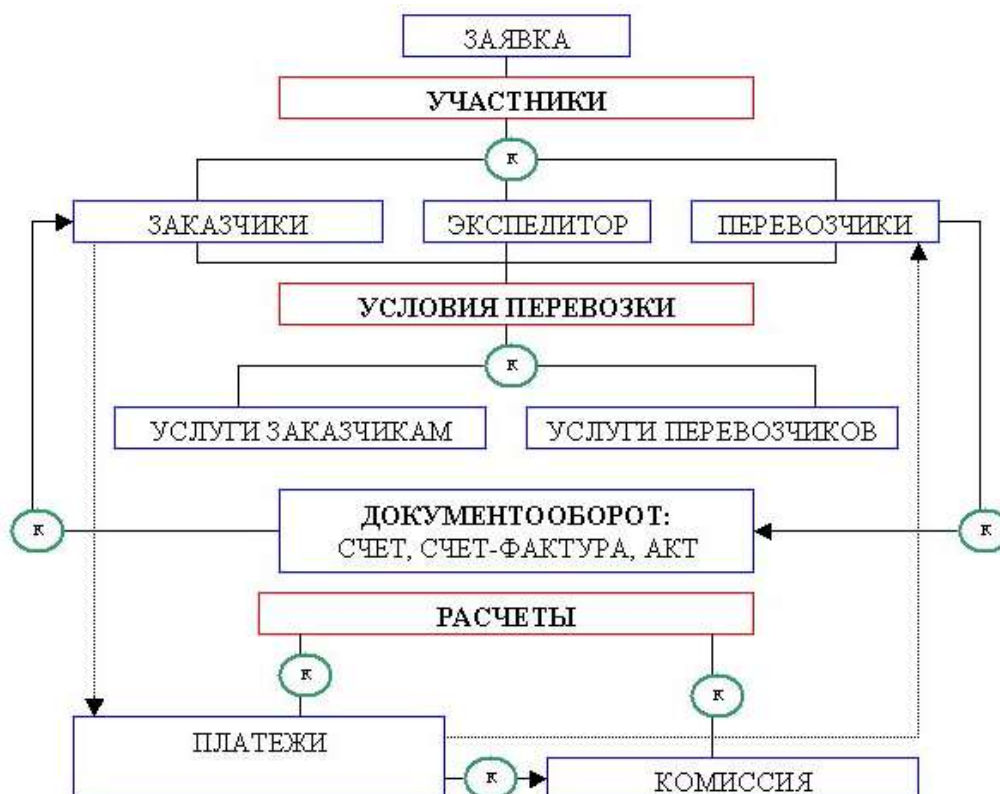 ЗАЯВКА
УЧАСТНИКИ
К
ЗАКАЗЧИКИ
ЭКСПЕДИТОР
ПЕРЕВОЗЧИКИ
УСЛОВИЯ ПЕРЕВОЗКИ
К
УСЛУГИ ЗАКАЗЧИКАМ
УСЛУГИ ПЕРЕВОЗЧИКОВ
К
ДОКУМЕНТООБОРОТ:
СЧЕТ, СЧЕТ-ФАКТУРА, АКТ
К
РАСЧЕТЫ
К
К
ПЛАТЕЖИ
К
КОМИССИЯ